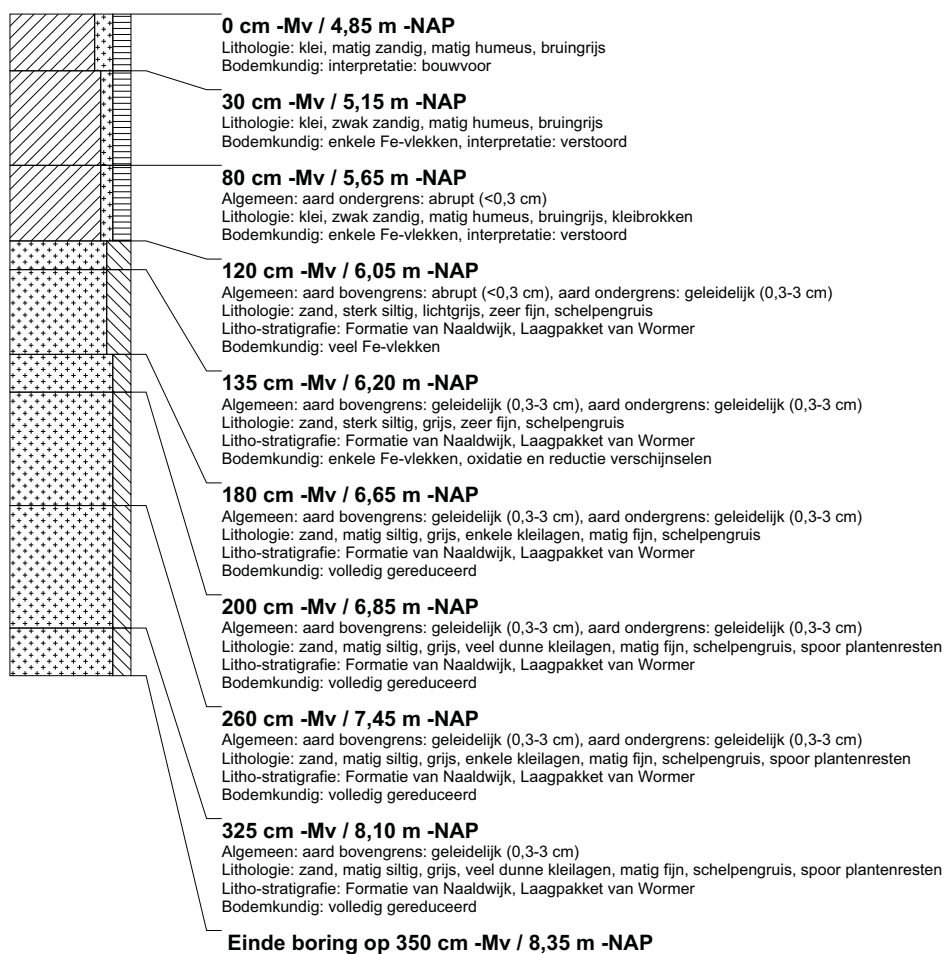 0 cm -Mv / 4,85 m -NAP
Lithologie: klei, matig zandig, matig humeus, bruingrijs
Bodemkundig: interpretatie: bouwvoor
30 cm -Mv / 5,15 m -NAP
Lithologie: klei, zwak zandig, matig humeus, bruingrijs
Bodemkundig: enkele Fe-vlekken, interpretatie: verstoord
80 cm -Mv / 5,65 m -NAP
Algemeen: aard ondergrens: abrupt (<0,3 cm)
Lithologie: klei, zwak zandig, matig humeus, bruingrijs, kleibrokken
Bodemkundig: enkele Fe-vlekken, interpretatie: verstoord
120 cm -Mv / 6,05 m -NAP
Algemeen: aard bovengrens: abrupt (<0,3 cm), aard ondergrens: geleidelijk (0,3-3 cm)
Lithologie: zand, sterk siltig, lichtgrijs, zeer fijn, schelpengruis
Litho-stratigrafie: Formatie van Naaldwijk, Laagpakket van Wormer
Bodemkundig: veel Fe-vlekken
135 cm -Mv / 6,20 m -NAP
Algemeen: aard bovengrens: geleidelijk (0,3-3 cm), aard ondergrens: geleidelijk (0,3-3 cm)
Lithologie: zand, sterk siltig, grijs, zeer fijn, schelpengruis
Litho-stratigrafie: Formatie van Naaldwijk, Laagpakket van Wormer
Bodemkundig: enkele Fe-vlekken, oxidatie en reductie verschijnselen
180 cm -Mv / 6,65 m -NAP
Algemeen: aard bovengrens: geleidelijk (0,3-3 cm), aard ondergrens: geleidelijk (0,3-3 cm)
Lithologie: zand, matig siltig, grijs, enkele kleilagen, matig fijn, schelpengruis
Litho-stratigrafie: Formatie van Naaldwijk, Laagpakket van Wormer
Bodemkundig: volledig gereduceerd
200 cm -Mv / 6,85 m -NAP
Algemeen: aard bovengrens: geleidelijk (0,3-3 cm), aard ondergrens: geleidelijk (0,3-3 cm)
Lithologie: zand, matig siltig, grijs, veel dunne kleilagen, matig fijn, schelpengruis, spoor plantenresten
Litho-stratigrafie: Formatie van Naaldwijk, Laagpakket van Wormer
Bodemkundig: volledig gereduceerd
260 cm -Mv / 7,45 m -NAP
Algemeen: aard bovengrens: geleidelijk (0,3-3 cm), aard ondergrens: geleidelijk (0,3-3 cm)
Lithologie: zand, matig siltig, grijs, enkele kleilagen, matig fijn, schelpengruis, spoor plantenresten
Litho-stratigrafie: Formatie van Naaldwijk, Laagpakket van Wormer
Bodemkundig: volledig gereduceerd
325 cm -Mv / 8,10 m -NAP
Algemeen: aard bovengrens: geleidelijk (0,3-3 cm)
Lithologie: zand, matig siltig, grijs, veel dunne kleilagen, matig fijn, schelpengruis, spoor plantenresten
Litho-stratigrafie: Formatie van Naaldwijk, Laagpakket van Wormer
Bodemkundig: volledig gereduceerd
Einde boring op 350 cm -Mv / 8,35 m -NAP